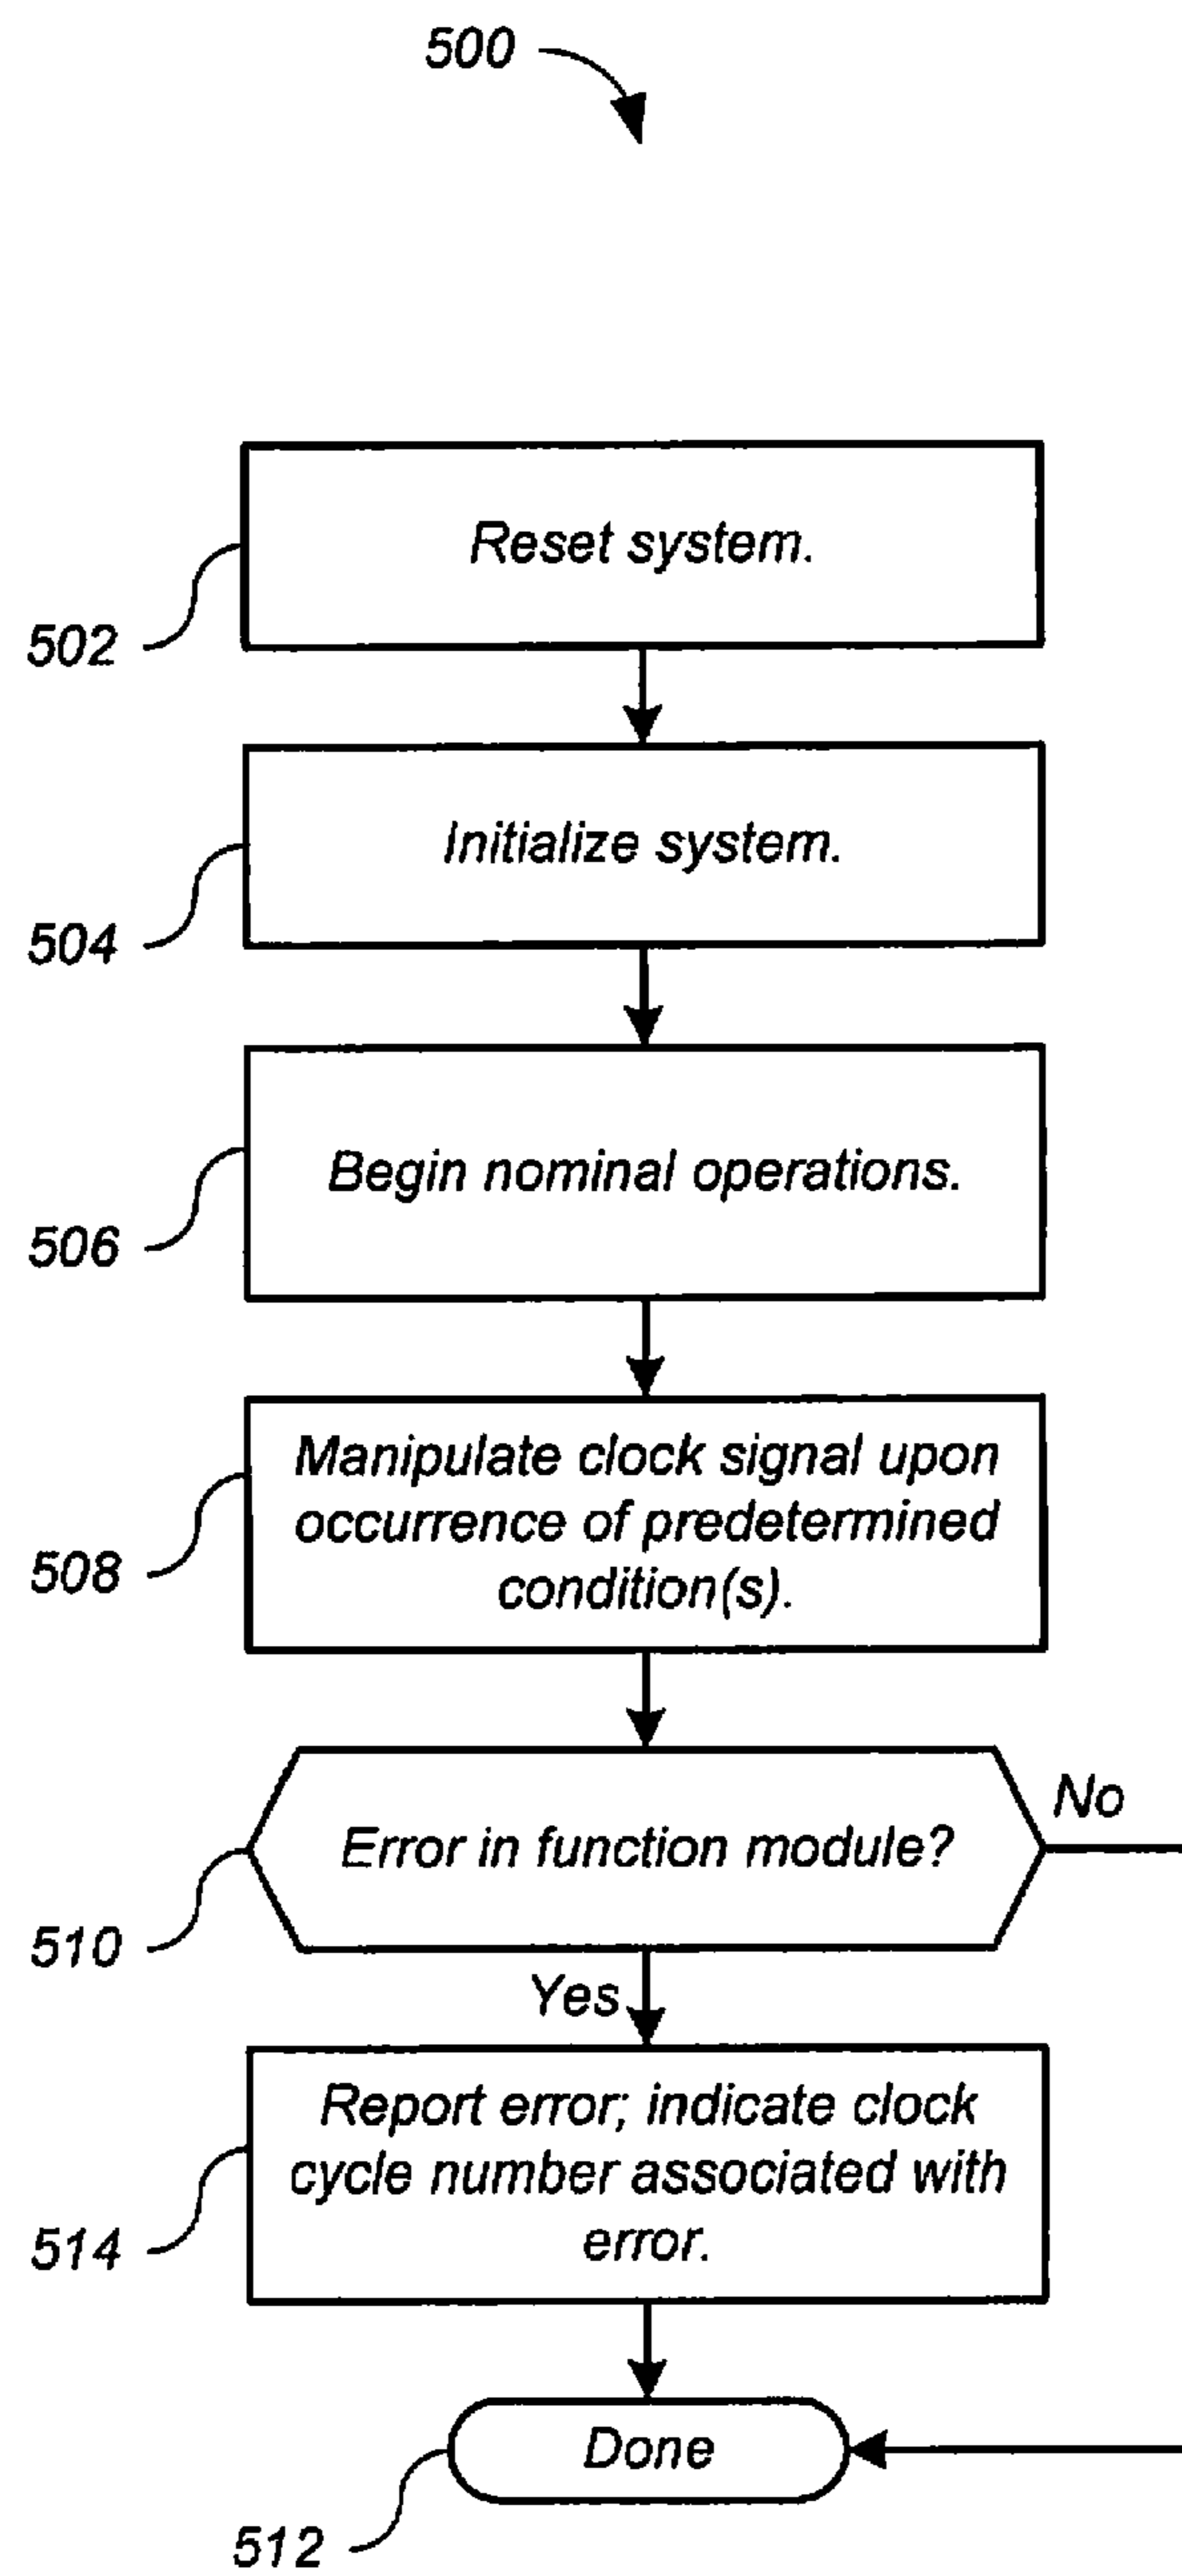 500
Reset system.
502
Initialize system.
504
Begin nominal operations.
506
Manipulate clock signal upon
occurrence of predetermined
condition(s).
508
No
Error in function module?
510
Yes
Report error; indicate clock
cycle number associated with
error.
514
Done
512